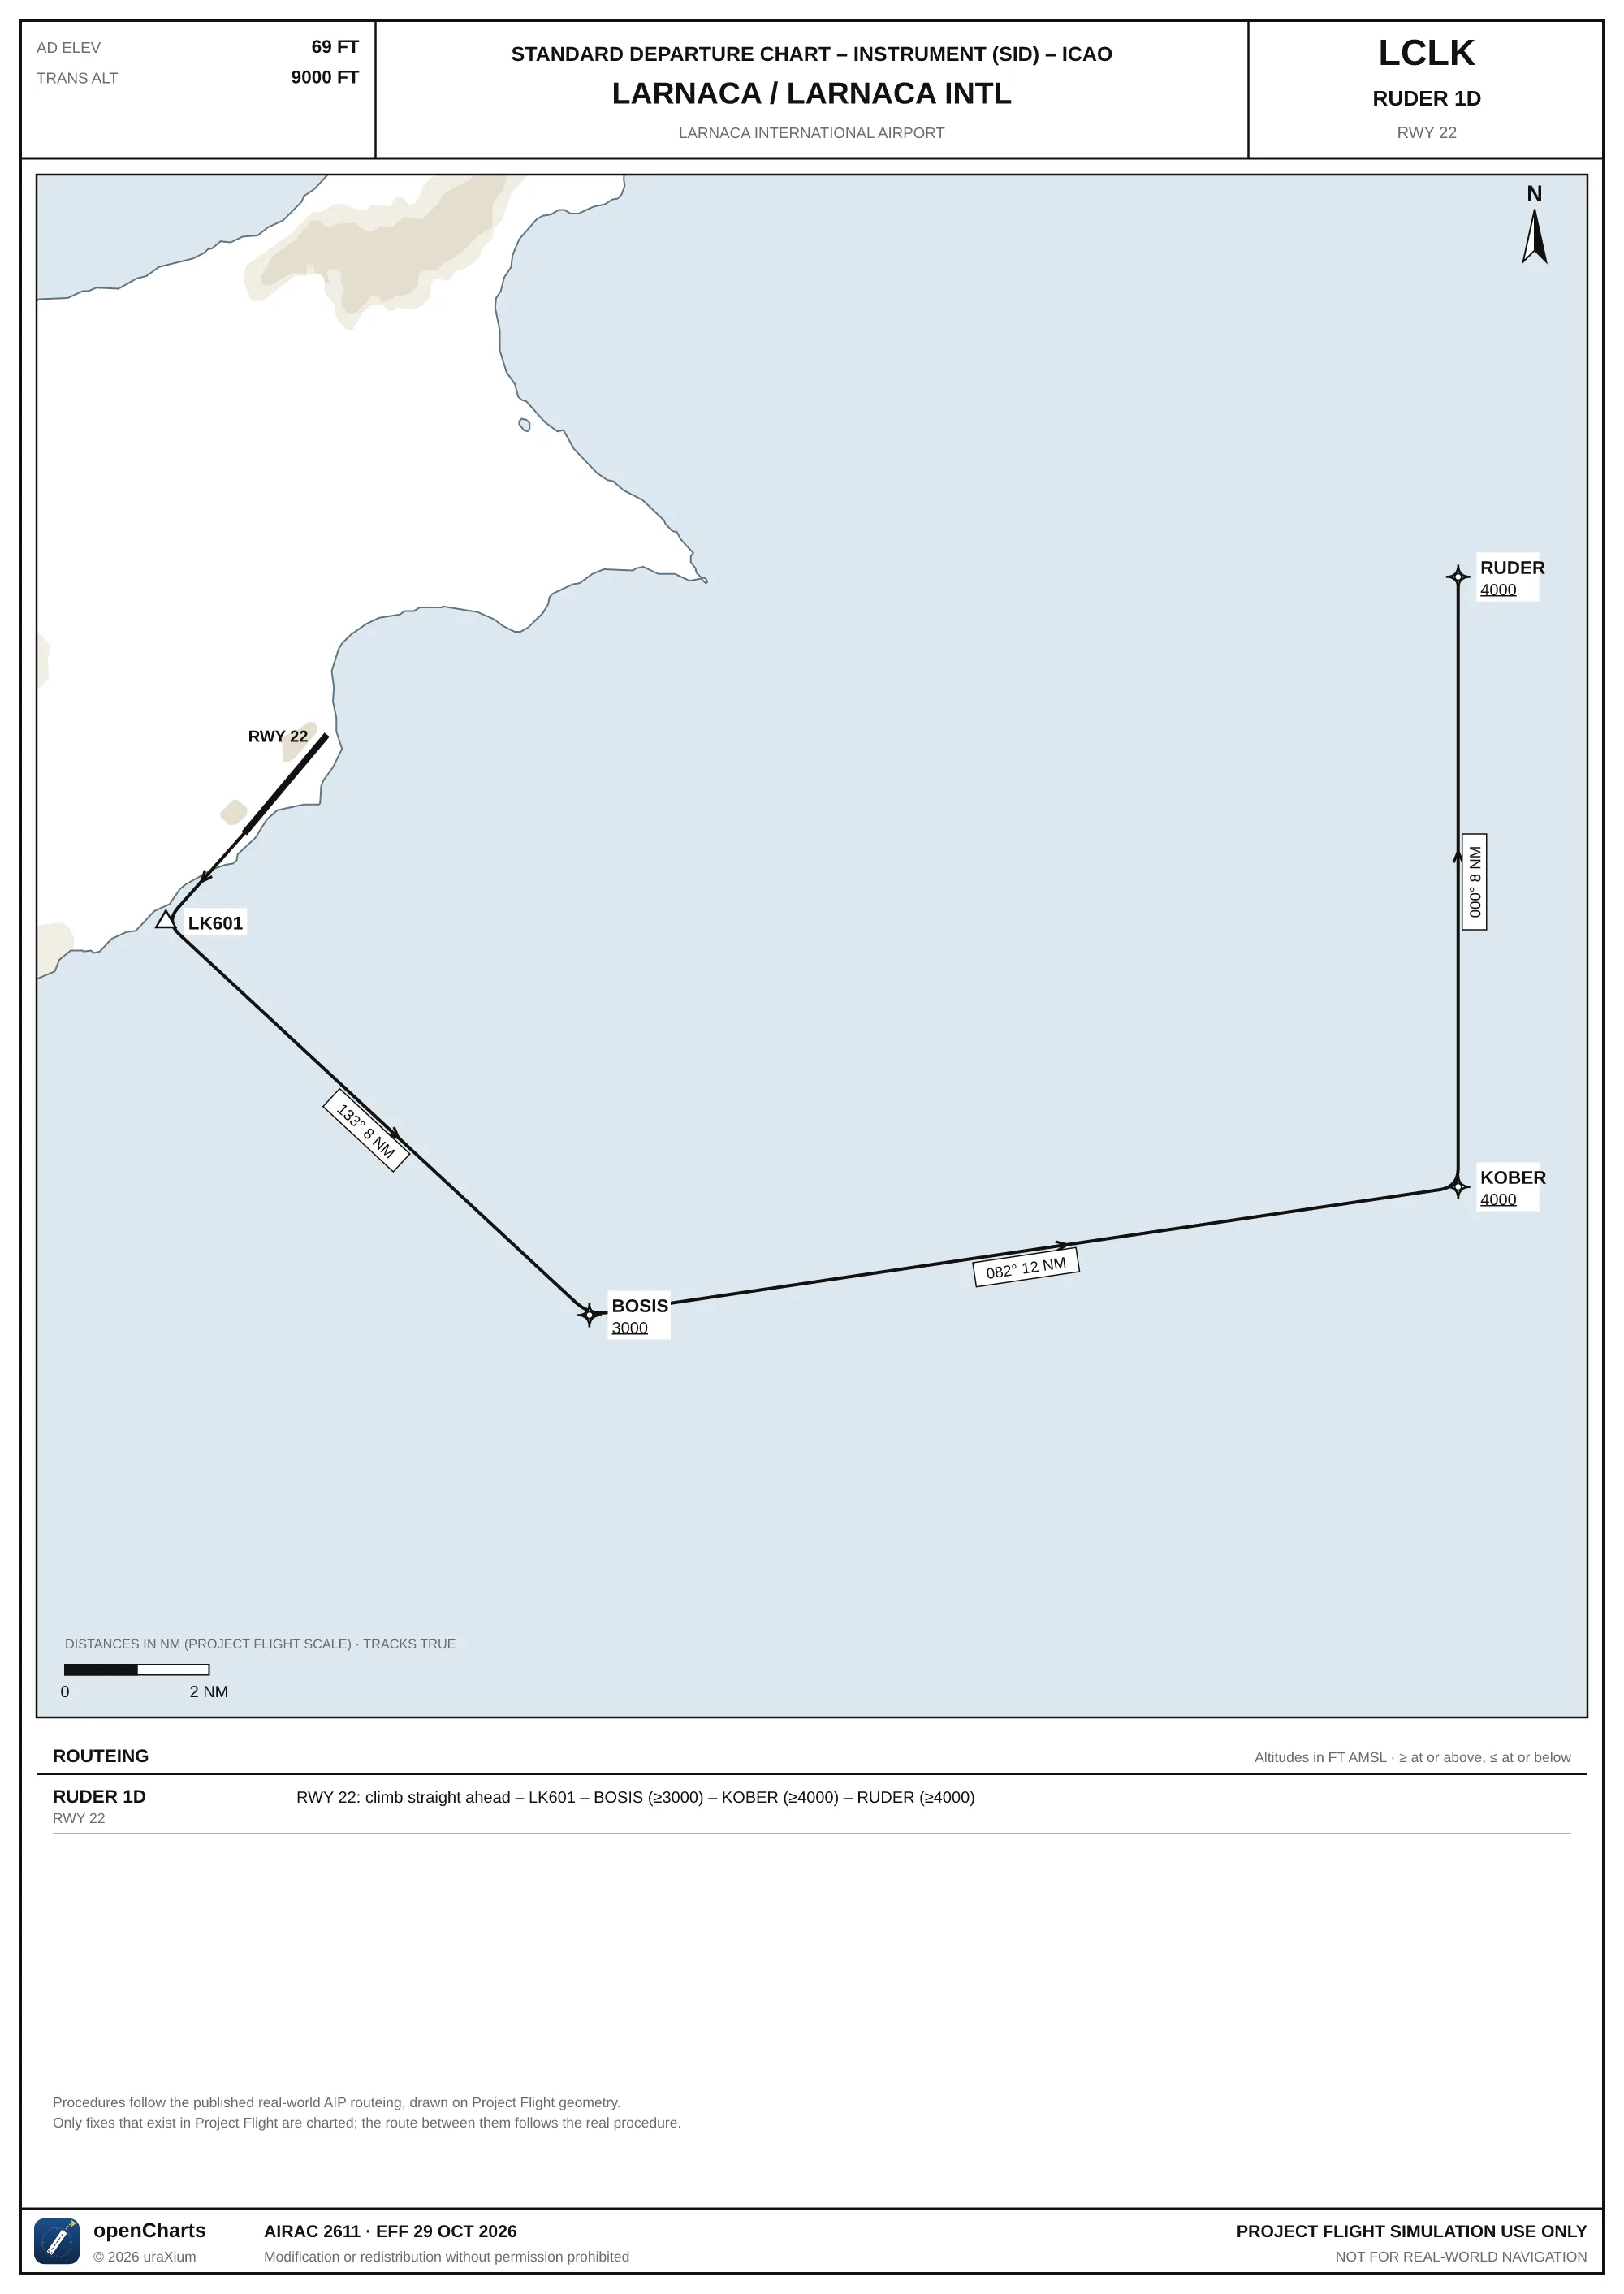 AD ELEV 69 FT
TRANS ALT 9000 FT
STANDARD DEPARTURE CHART – INSTRUMENT (SID) – ICAO
LARNACA / LARNACA INTL
LARNACA INTERNATIONAL AIRPORT
LCLK
RUDER 1D
RWY 22
N
RUDER
4000
RWY 22
000° 8 NM
LK601
133° 8 NM
KOBER
4000
082° 12 NM
BOSIS
3000
DISTANCES IN NM (PROJECT FLIGHT SCALE) · TRACKS TRUE
0 2 NM
ROUTEING
Altitudes in FT AMSL · ≥ at or above, ≤ at or below
RUDER 1D
RWY 22: climb straight ahead – LK601 – BOSIS (≥3000) – KOBER (≥4000) – RUDER (≥4000)
RWY 22
Procedures follow the published real-world AIP routeing, drawn on Project Flight geometry.
Only fixes that exist in Project Flight are charted; the route between them follows the real procedure.
openCharts
© 2026 uraXium
AIRAC 2611 · EFF 29 OCT 2026
Modification or redistribution without permission prohibited
PROJECT FLIGHT SIMULATION USE ONLY
NOT FOR REAL-WORLD NAVIGATION